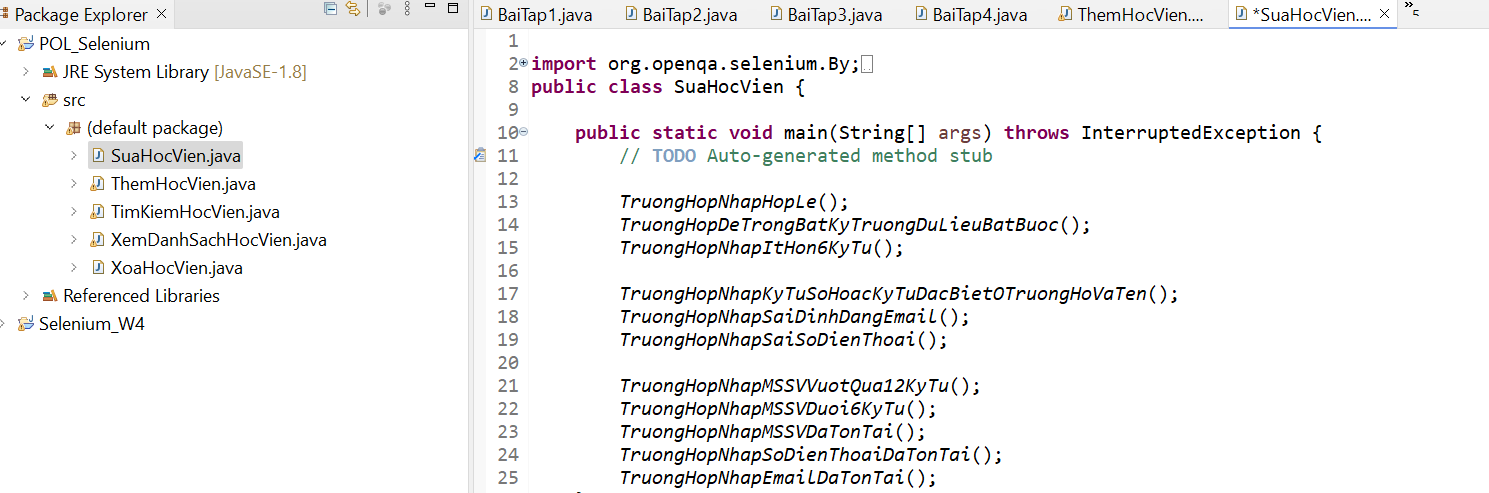 Package Explorer
POL_Selenium
JRE System Library [JavaSE-1.8]
src
(default package)
SuaHocVien.java
ThemHocVien.java
TimKiemHocVien.java
XemDanhSachHocVien.java
XoaHocVien.java
Referenced Libraries
Selenium_W4
BaiTap1.java BaiTap2.java BaiTap3.java BaiTap4.java ThemHocVien.... *SuaHocVien.... 5
1
2 import org.openqa.selenium.By;
8 public class SuaHocVien {
9
10 public static void main(String[] args) throws InterruptedException {
11 // TODO Auto-generated method stub
12
13 TruongHopNhapHopLe();
14 TruongHopDeTrongBatKyTruongDuLieuBatBuoc();
15 TruongHopNhapItHon6KyTu();
16
17 TruongHopNhapKyTuSoHoacKyTuDacBietOTruongHoVaTen();
18 TruongHopNhapSaiDinhDangEmail();
19 TruongHopNhapSaiSoDienThoai();
20
21 TruongHopNhapMSSVVuotQua12KyTu();
22 TruongHopNhapMSSVDuoi6KyTu();
23 TruongHopNhapMSSVDaTonTai();
24 TruongHopNhapSoDienThoaiDaTonTai();
25 TruongHopNhapEmailDaTonTai();